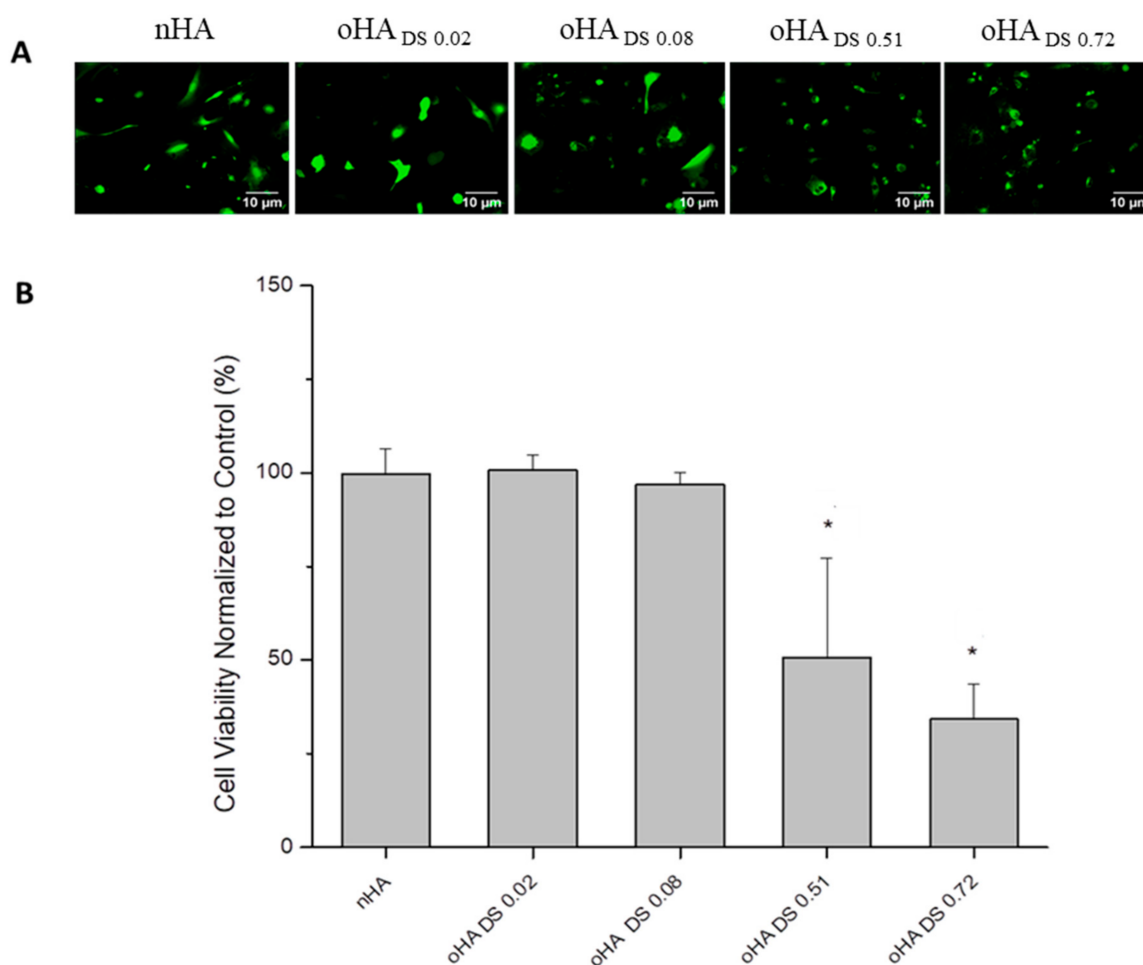 A
nHA
oHA DS 0.02
oHA DS 0.08
oHA DS 0.51
oHA DS 0.72
10 µm
10 µm
10 µm
10 µm
10 µm
B
Cell Viability Normalized to Control (%)
150
100
50
0
*
*
nHA
oHA DS 0.02
oHA DS 0.08
oHA DS 0.51
oHA DS 0.72